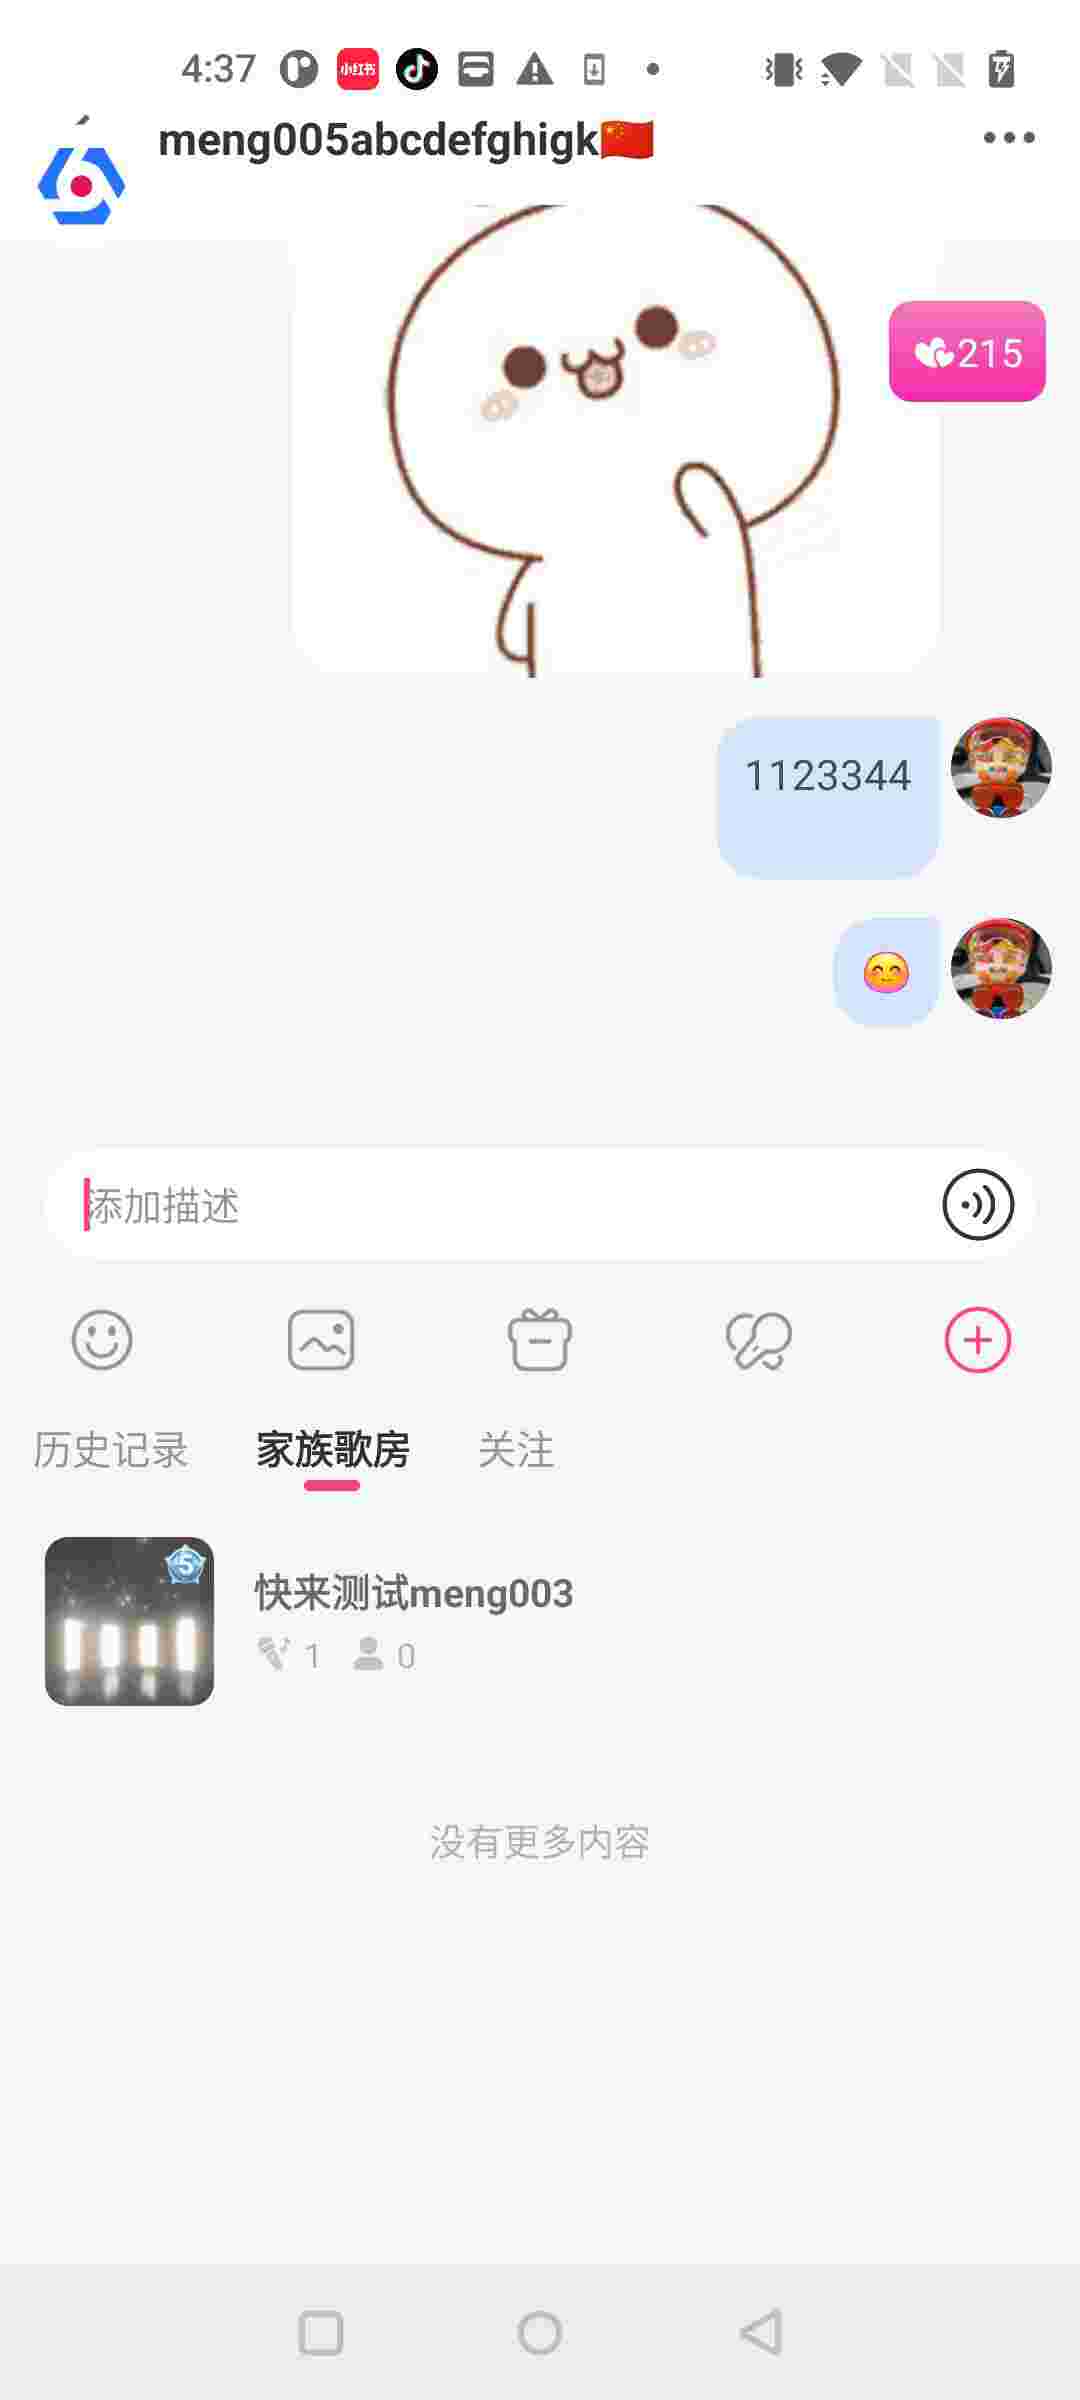 4:37
小红书
meng005abcdefghigk🇨🇳
215
1123344
😊
添加描述
历史记录 家族歌房 关注
5
快来测试meng003
1 0
没有更多内容